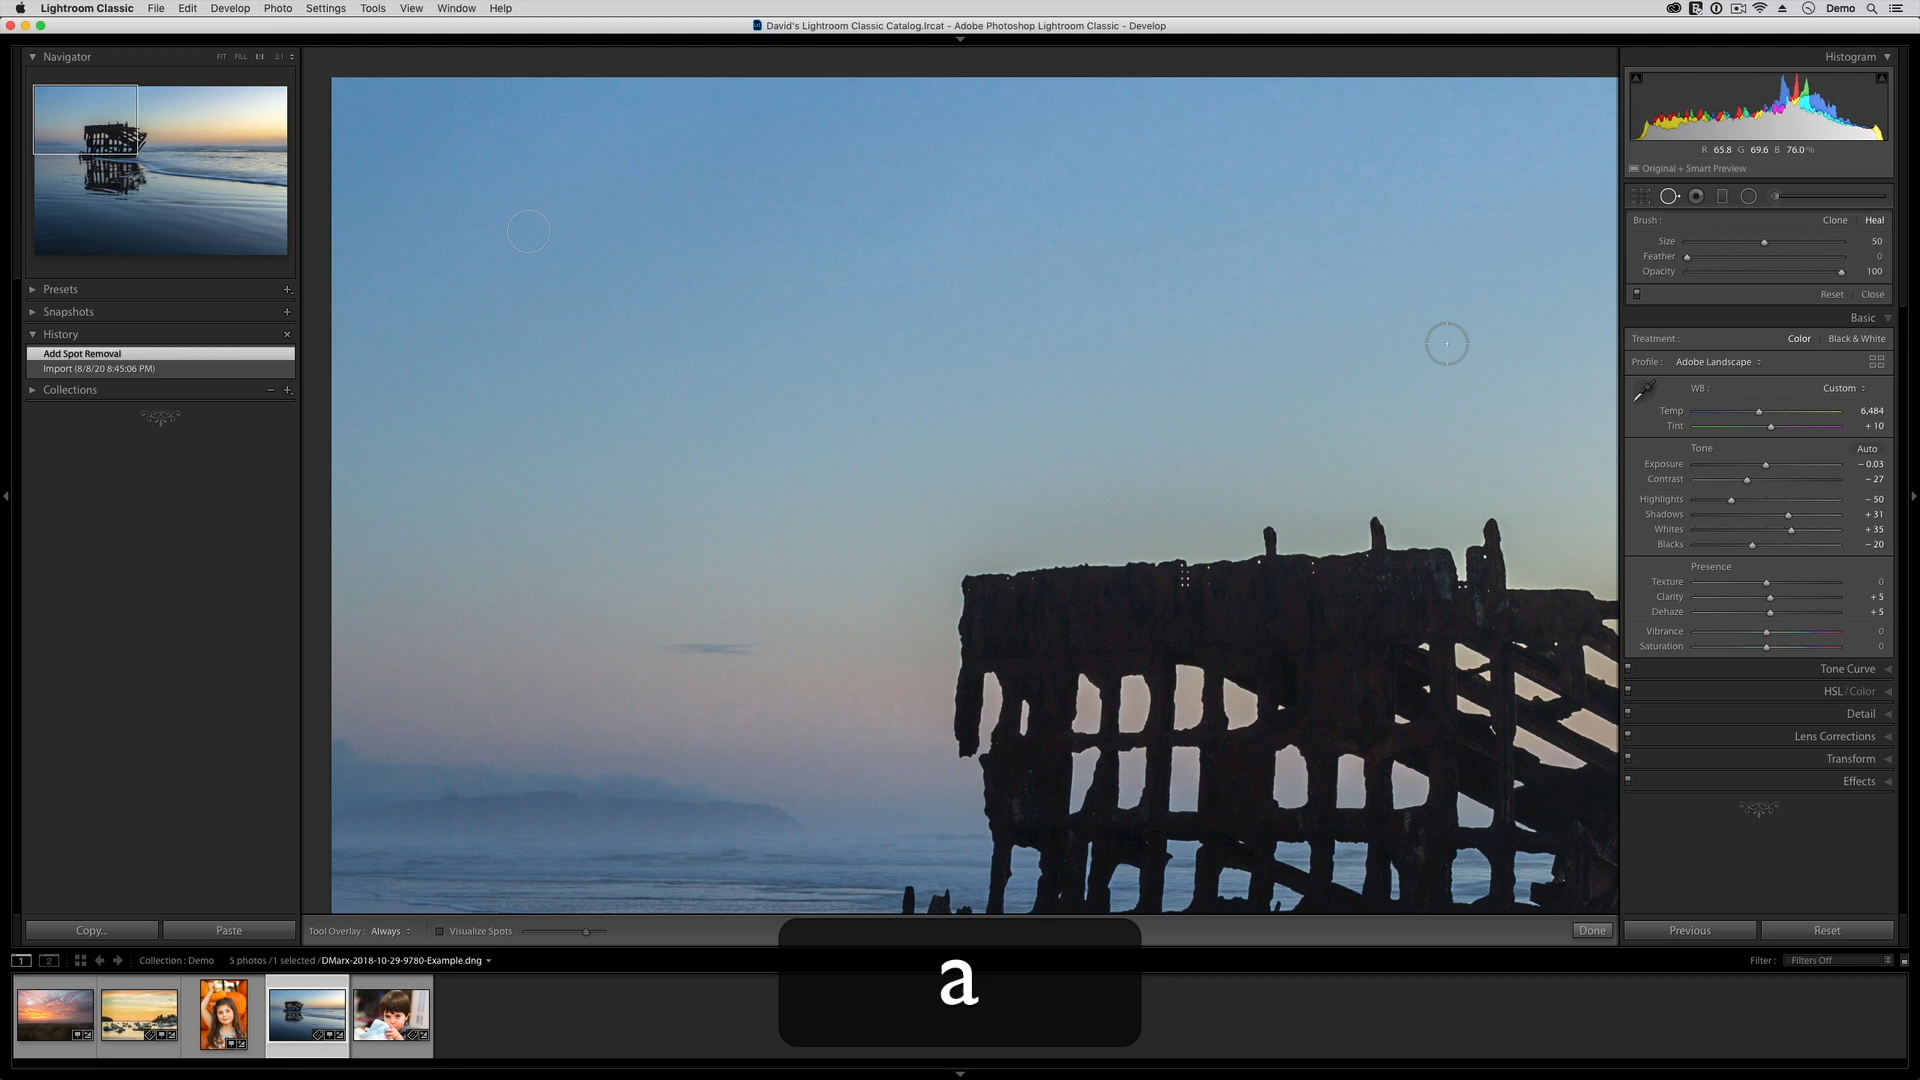 Lightroom Classic File Edit Develop Photo Settings Tools View Window Help Demo
David's Lightroom Classic Catalog.lrcat - Adobe Photoshop Lightroom Classic - Develop
Navigator FIT FILL 1:1 2:1
Histogram
R 65.8 G 69.6 B 76.0 %
Original + Smart Preview
Brush : Clone Heal
Size 50
Feather 0
Opacity 100
Reset Close
Presets
Snapshots
History
Add Spot Removal
Import (8/8/20 8:45:06 PM)
Collections
Basic
Treatment : Color Black & White
Profile : Adobe Landscape
WB : Custom
Temp 6,484
Tint + 10
Tone Auto
Exposure − 0.03
Contrast − 27
Highlights − 50
Shadows + 31
Whites + 35
Blacks − 20
Presence
Texture 0
Clarity + 5
Dehaze + 5
Vibrance 0
Saturation 0
Tone Curve
HSL / Color
Detail
Lens Corrections
Transform
Effects
Copy... Paste
Tool Overlay : Always Visualize Spots Done
Previous Reset
1 2 Collection : Demo 5 photos /1 selected /DMarx-2018-10-29-9780-Example.dng
Filter : Filters Off
a